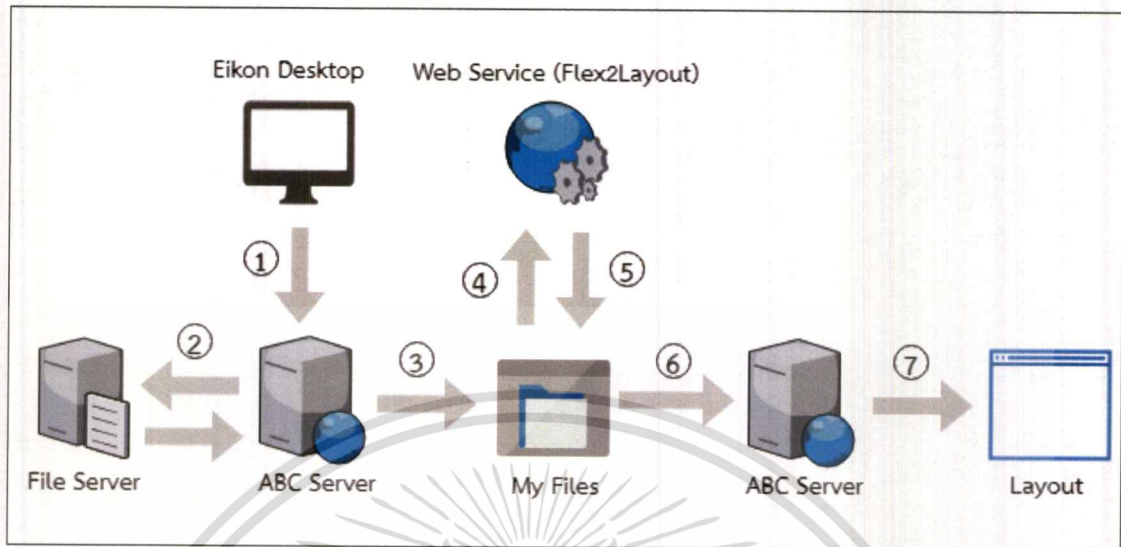 Eikon Desktop
Web Service (Flex2Layout)
1
4
5
2
3
6
7
File Server
ABC Server
My Files
ABC Server
Layout